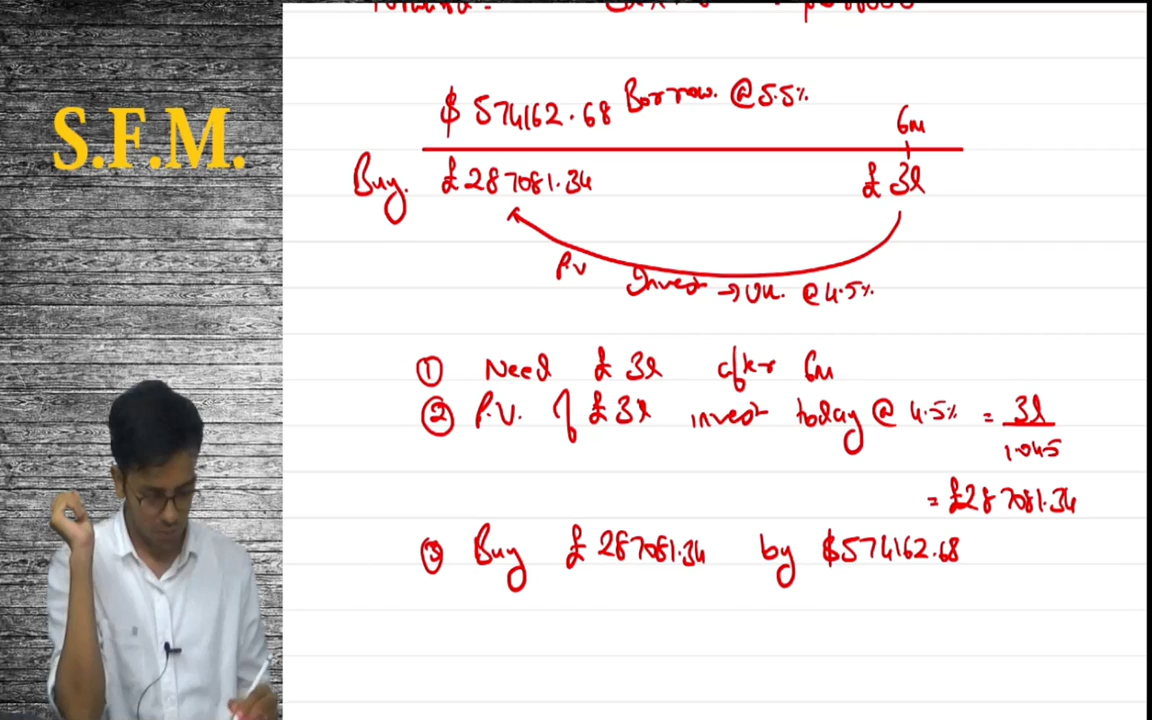 S.F.M.
$ 574162.68 Borrow. @ 5.5%
6m
Buy. £287081.34 £ 3l
P.V Invest → UK. @ 4.5%
① Need £ 3l after 6m
② P.V. of £ 3l invest today @ 4.5% = 3l
1.045
= £287081.34
③ Buy £ 287081.34 by $574162.68